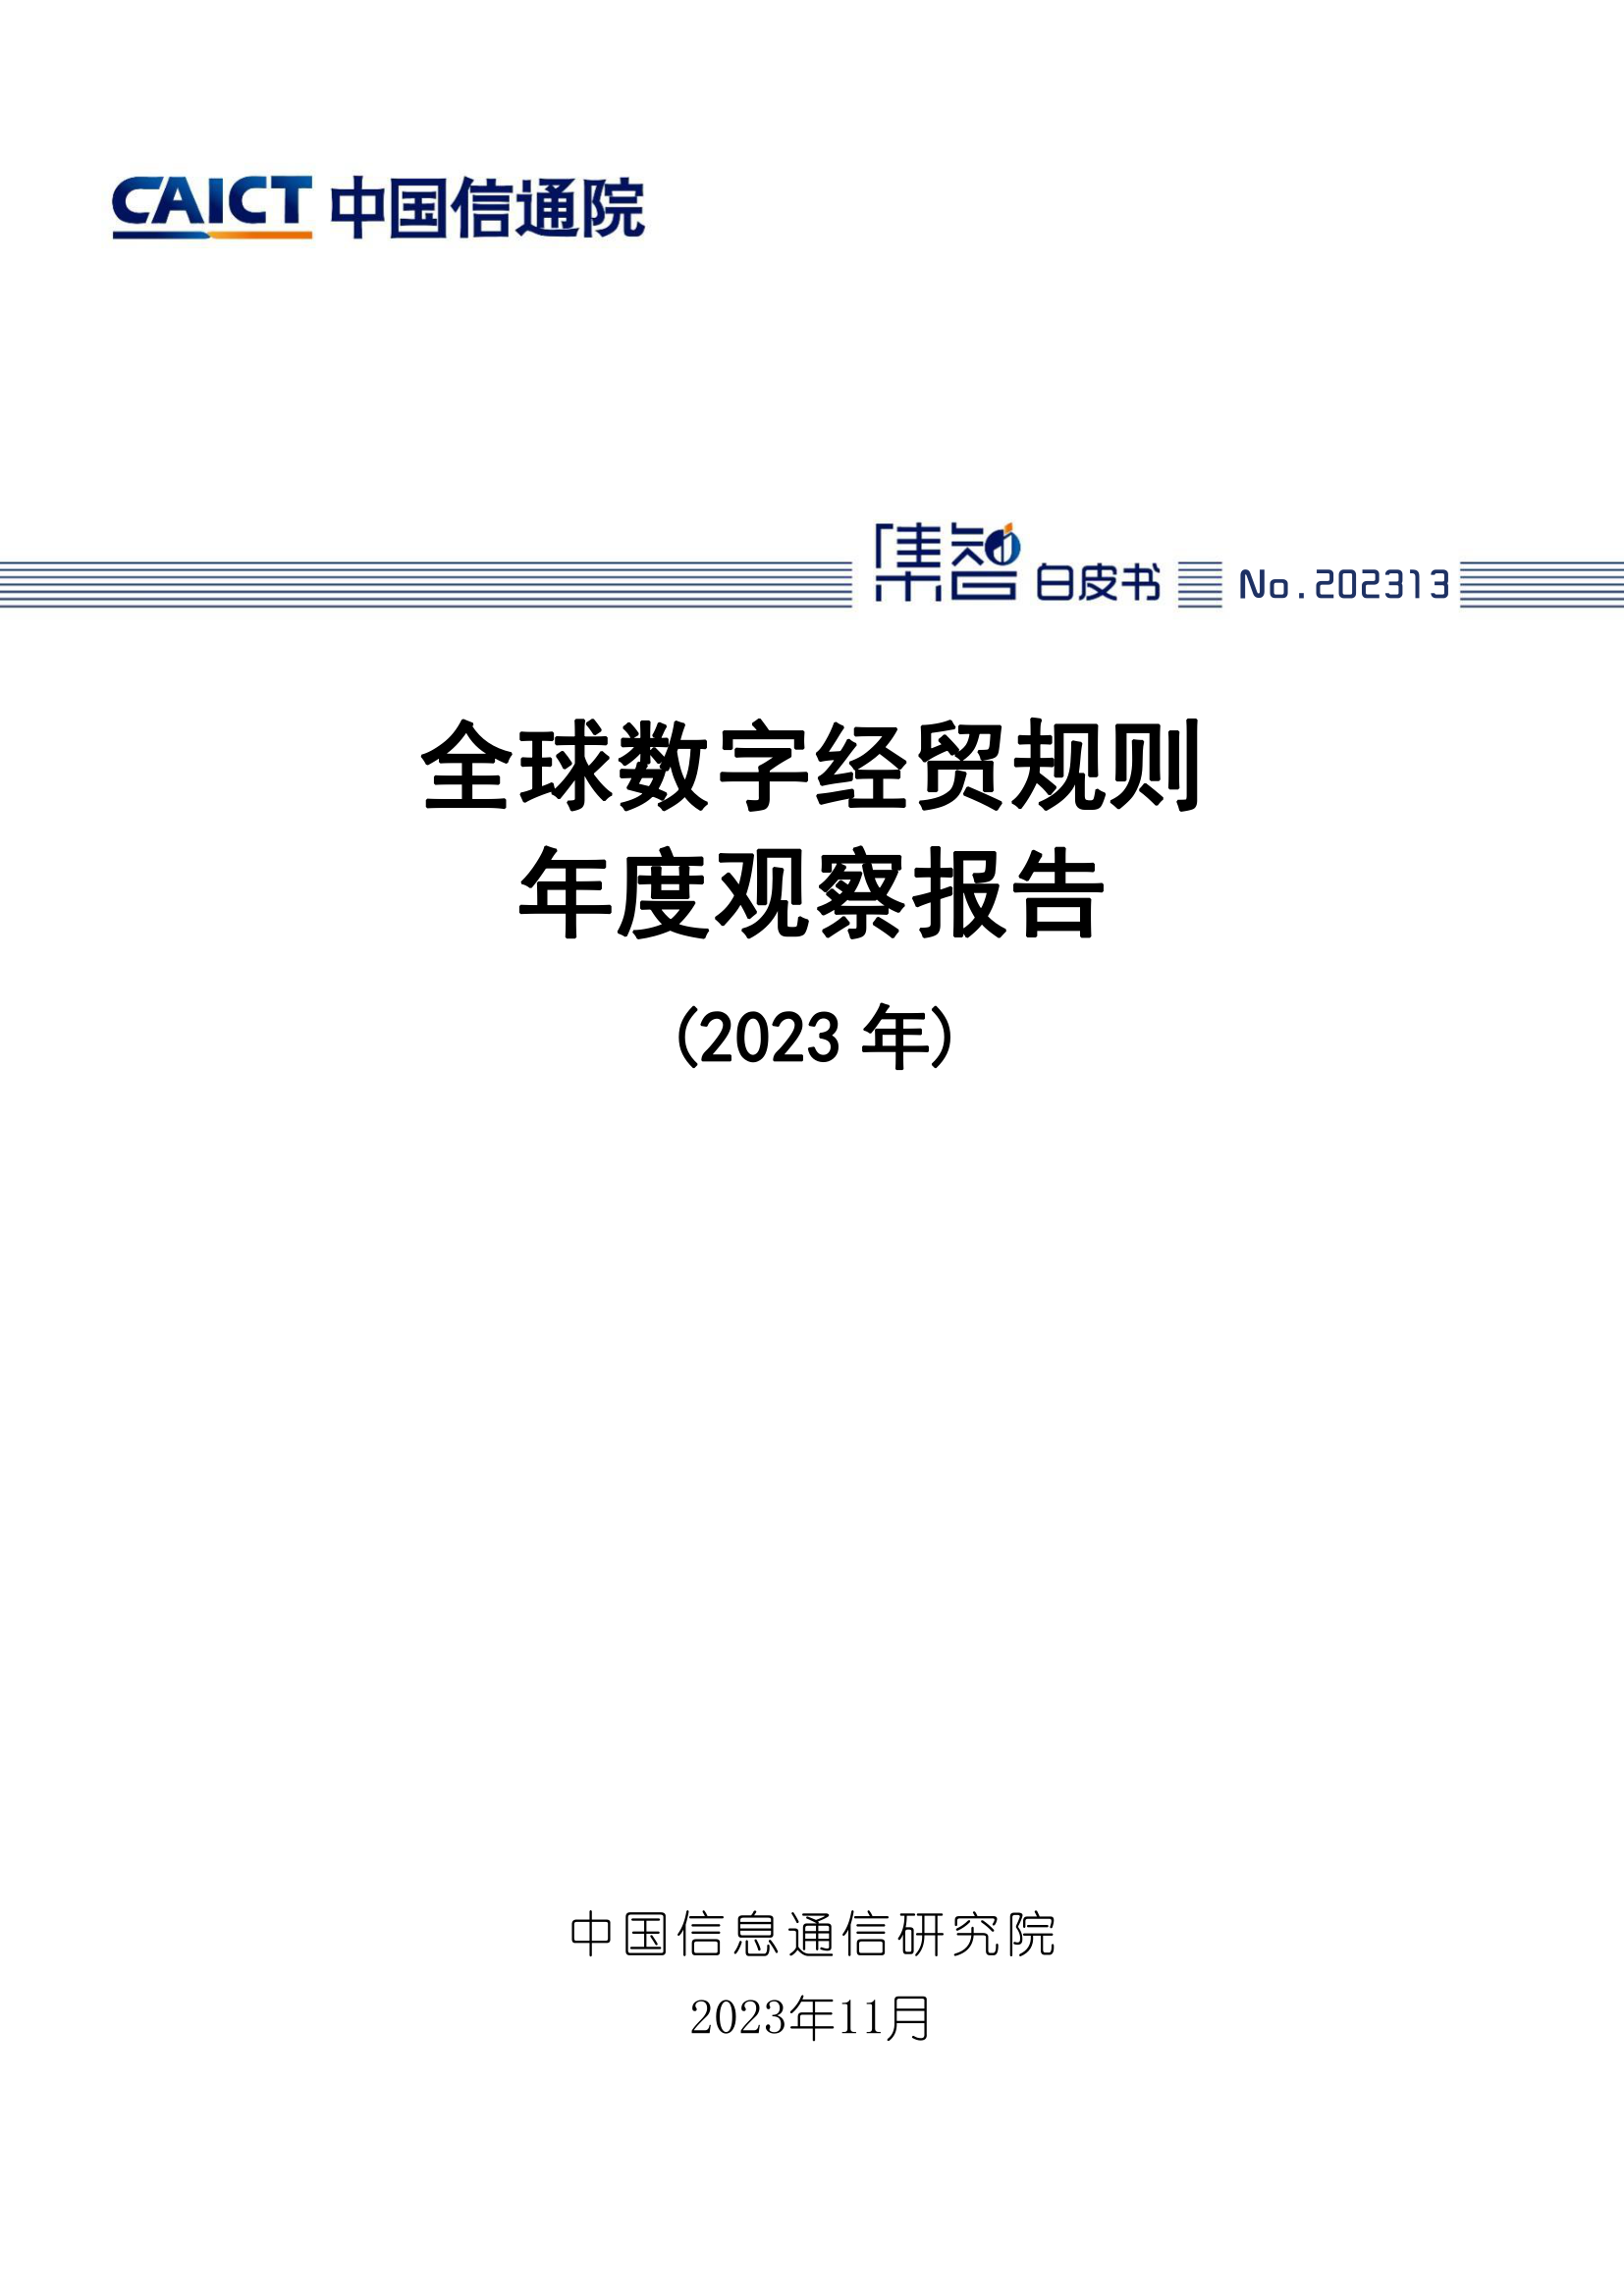 CAICT 中国信通院
集智 白皮书 No.202313
全球数字经贸规则
年度观察报告
(2023 年)
中国信息通信研究院
2023年11月